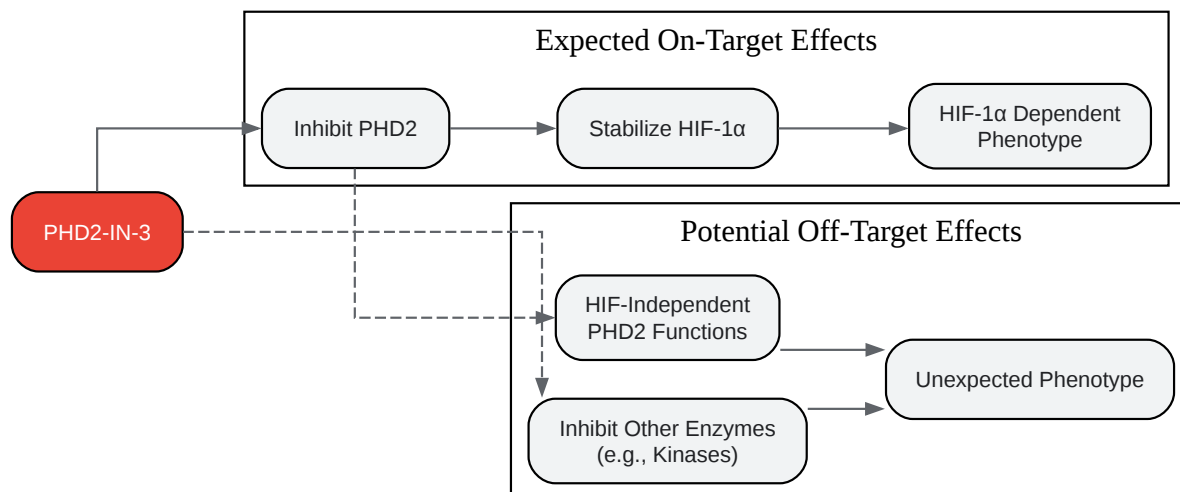 Expected On-Target Effects
Inhibit PHD2
Stabilize HIF-1α
HIF-1α Dependent
Phenotype
PHD2-IN-3
Potential Off-Target Effects
HIF-Independent
PHD2 Functions
Unexpected Phenotype
Inhibit Other Enzymes
(e.g., Kinases)